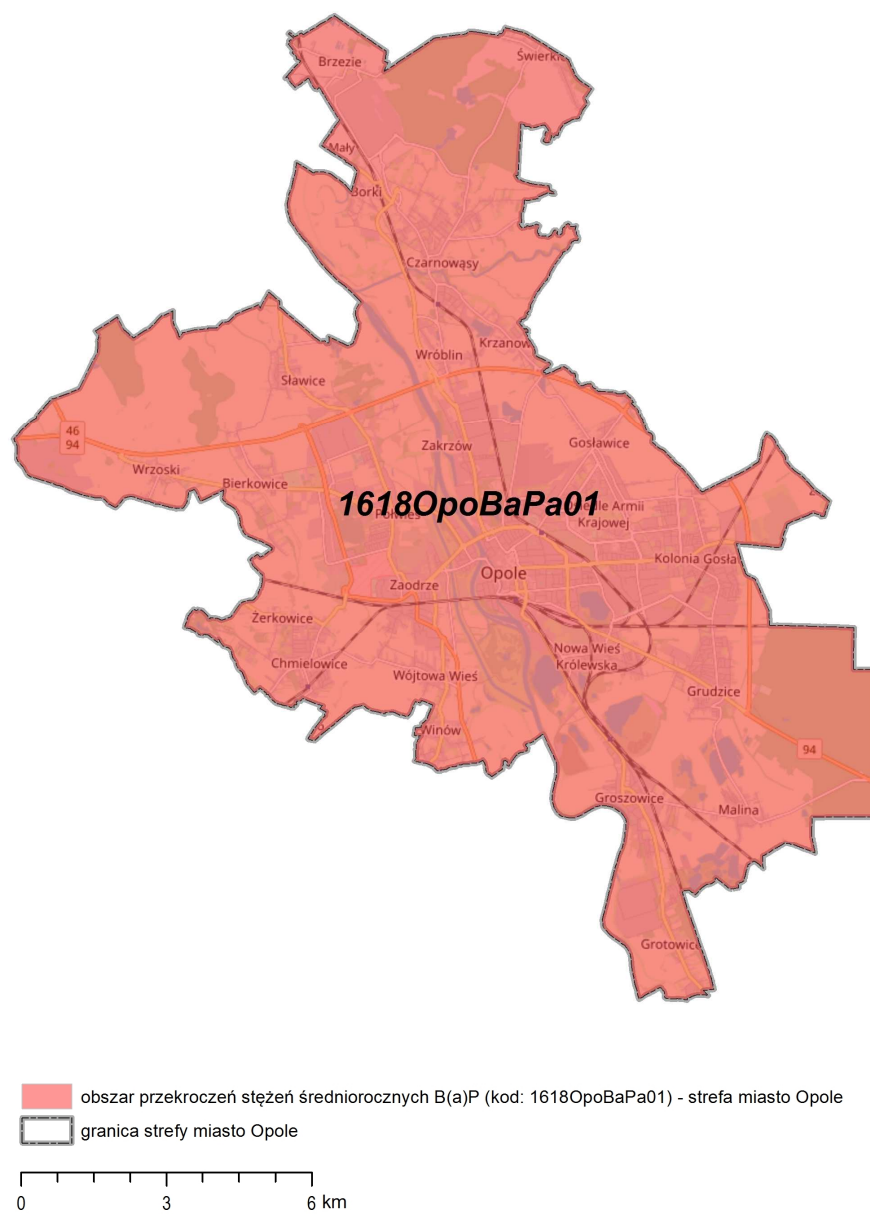 Brzezie
Świerkle
Mały
Borki
Czarnowąsy
Krzanow
Wróblin
Sławice
46
94
Zakrzów
Gosławice
Wrzoski
Bierkowice
1618OpoBaPa01
Armii
Krajowej
Kolonia Gosła
Opole
Zaodrze
Żerkowice
Nowa Wieś
Królewska
Chmielowice
Wójtowa Wieś
Grudzice
Winów
94
Groszowice
Malina
Grotowice
obszar przekroczeń stężeń średniorocznych B(a)P (kod: 1618OpoBaPa01) - strefa miasto Opole
granica strefy miasto Opole
0 3 6 km